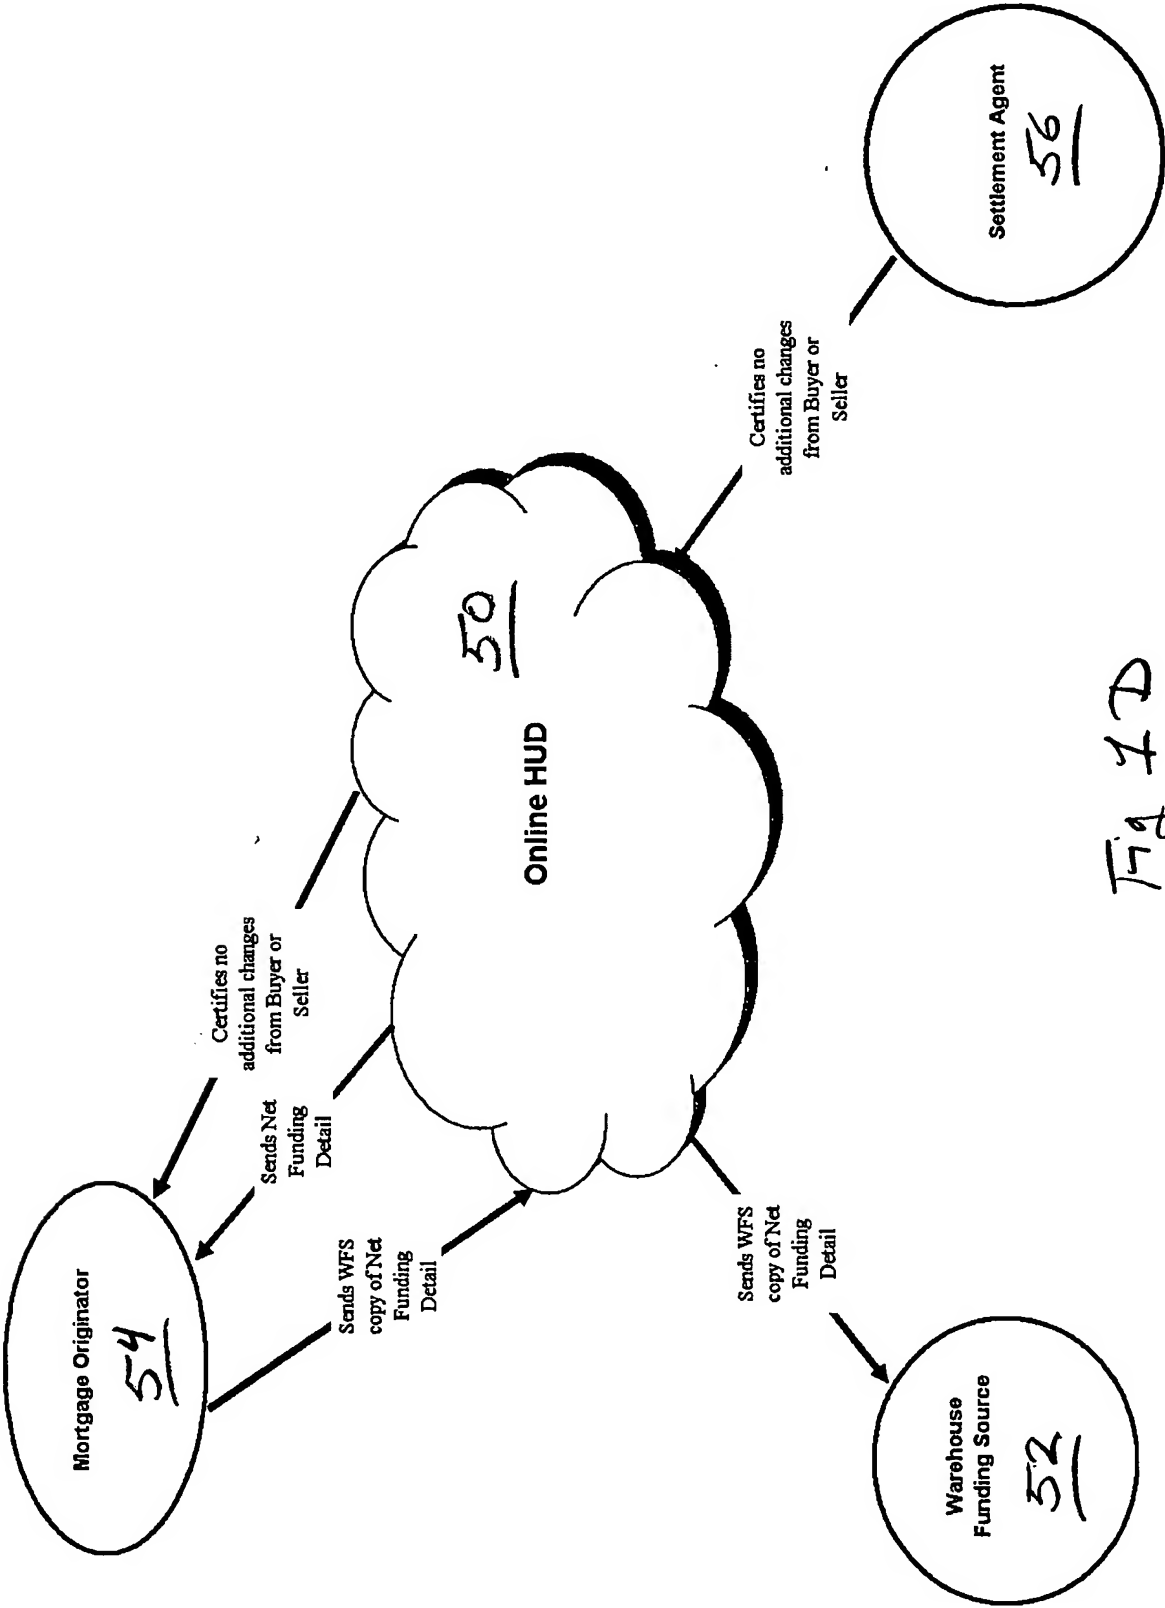 Mortgage Originator
54
Certifies no
additional changes
from Buyer or
Seller
Sends Net
Funding
Detail
Sends WFS
copy of Net
Funding
Detail
Online HUD
50
Certifies no
additional changes
from Buyer or
Seller
Settlement Agent
56
Sends WFS
copy of Net
Funding
Detail
Warehouse
Funding Source
52
Fig 1D